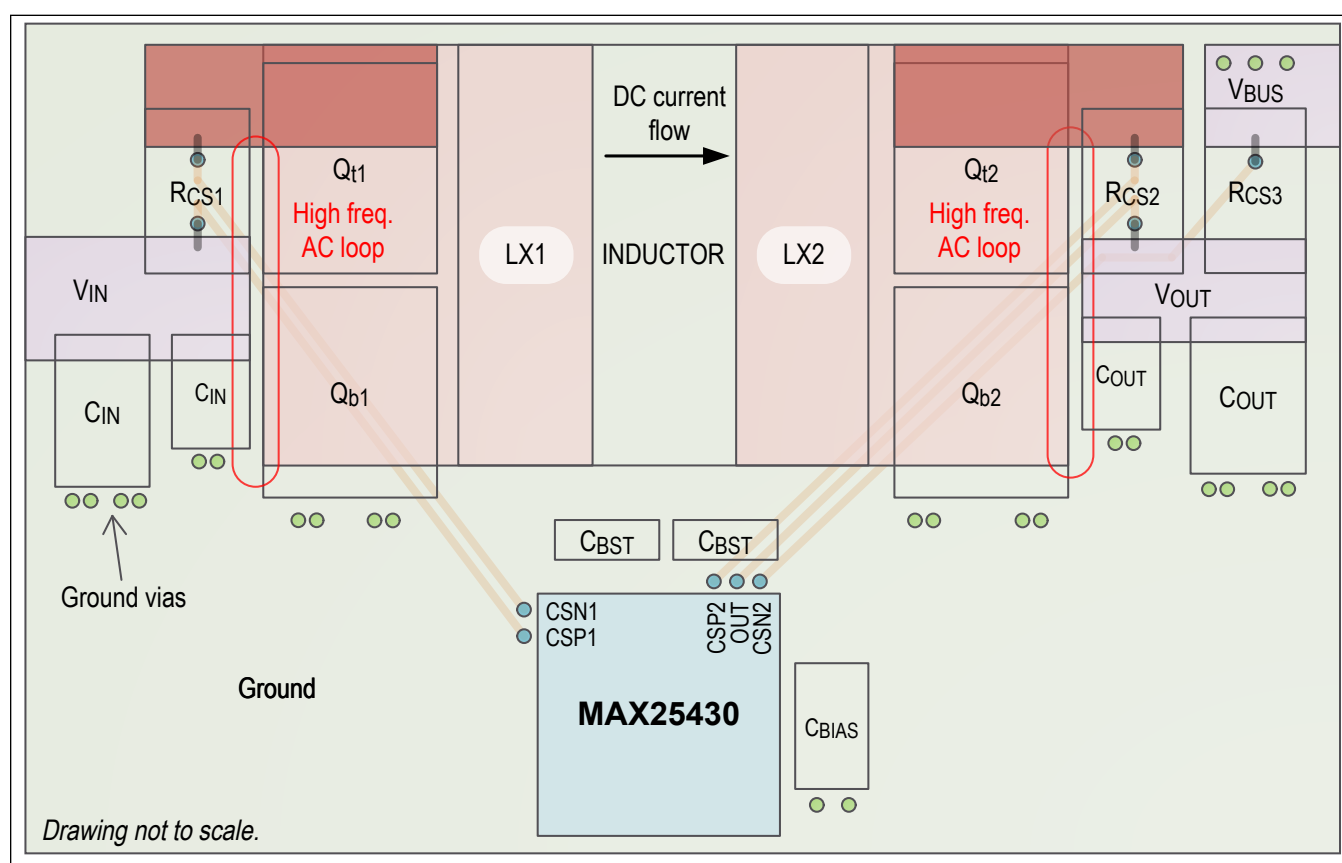 DC current
flow
VBUS
Qt1
Qt2
RCS1
RCS2
RCS3
High freq.
AC loop
High freq.
AC loop
LX1
INDUCTOR
LX2
VIN
VOUT
CIN
CIN
Qb1
Qb2
COUT
COUT
CBST
CBST
Ground vias
CSN1
CSP1
CSP2
OUT
CSN2
Ground
MAX25430
CBIAS
Drawing not to scale.